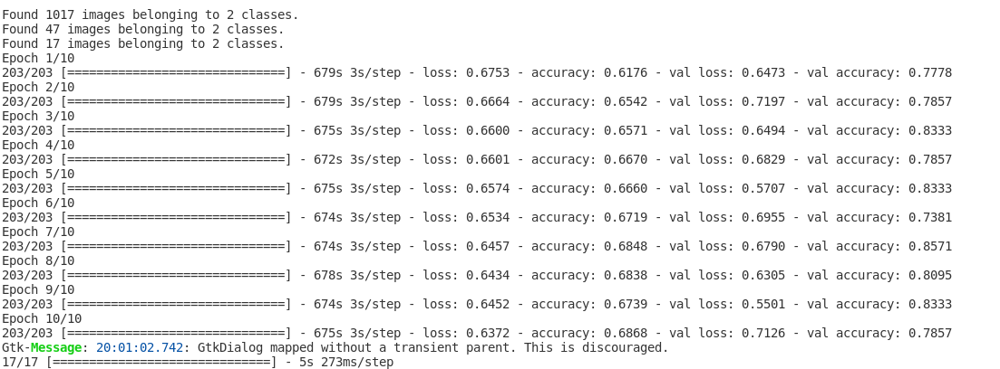 Found 1017 images belonging to 2 classes.
Found 47 images belonging to 2 classes.
Found 17 images belonging to 2 classes.
Epoch 1/10
203/203 [==============================] - 679s 3s/step - loss: 0.6753 - accuracy: 0.6176 - val loss: 0.6473 - val accuracy: 0.7778
Epoch 2/10
203/203 [==============================] - 679s 3s/step - loss: 0.6664 - accuracy: 0.6542 - val loss: 0.7197 - val accuracy: 0.7857
Epoch 3/10
203/203 [==============================] - 675s 3s/step - loss: 0.6600 - accuracy: 0.6571 - val loss: 0.6494 - val accuracy: 0.8333
Epoch 4/10
203/203 [==============================] - 672s 3s/step - loss: 0.6601 - accuracy: 0.6670 - val loss: 0.6829 - val accuracy: 0.7857
Epoch 5/10
203/203 [==============================] - 675s 3s/step - loss: 0.6574 - accuracy: 0.6660 - val loss: 0.5707 - val accuracy: 0.8333
Epoch 6/10
203/203 [==============================] - 674s 3s/step - loss: 0.6534 - accuracy: 0.6719 - val loss: 0.6955 - val accuracy: 0.7381
Epoch 7/10
203/203 [==============================] - 674s 3s/step - loss: 0.6457 - accuracy: 0.6848 - val loss: 0.6790 - val accuracy: 0.8571
Epoch 8/10
203/203 [==============================] - 678s 3s/step - loss: 0.6434 - accuracy: 0.6838 - val loss: 0.6305 - val accuracy: 0.8095
Epoch 9/10
203/203 [==============================] - 674s 3s/step - loss: 0.6452 - accuracy: 0.6739 - val loss: 0.5501 - val accuracy: 0.8333
Epoch 10/10
203/203 [==============================] - 675s 3s/step - loss: 0.6372 - accuracy: 0.6868 - val loss: 0.7126 - val accuracy: 0.7857
Gtk-Message: 20:01:02.742: GtkDialog mapped without a transient parent. This is discouraged.
17/17 [==============================] - 5s 273ms/step